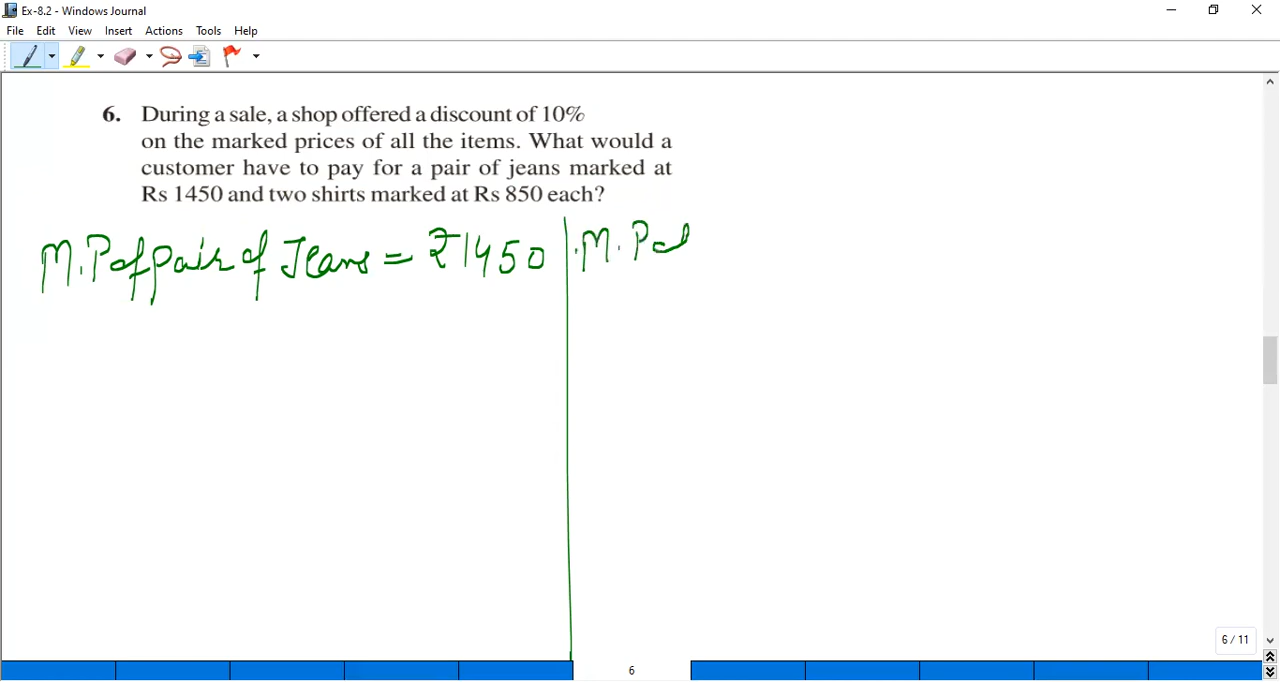 Ex-8.2 - Windows Journal
File Edit View Insert Actions Tools Help
6. During a sale, a shop offered a discount of 10%
on the marked prices of all the items. What would a
customer have to pay for a pair of jeans marked at
Rs 1450 and two shirts marked at Rs 850 each?
M.P of pair of Jeans = ₹1450
M.P of
6 / 11
6